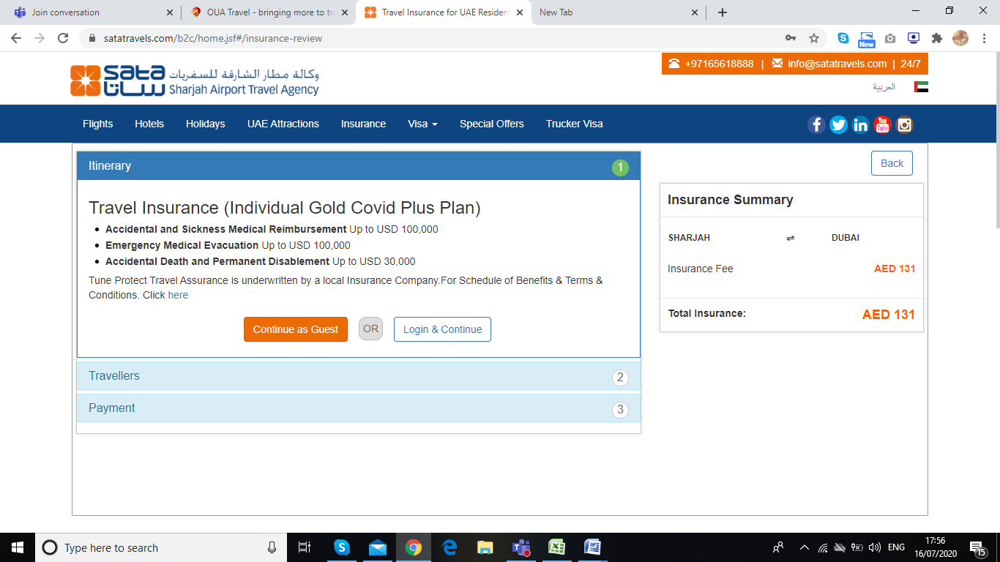 Join conversation
OUA Travel - bringing more to tra
Travel Insurance for UAE Resident
New Tab
satatravels.com/b2c/home.jsf#/insurance-review
New
sata
ساتا
وكالة مطار الشارقة للسفريات
Sharjah Airport Travel Agency
+97165618888 | info@satatravels.com | 24/7
العربية
Flights Hotels Holidays UAE Attractions Insurance Visa Special Offers Trucker Visa
You Tube
Itinerary 1
Back
Travel Insurance (Individual Gold Covid Plus Plan)
Accidental and Sickness Medical Reimbursement Up to USD 100,000
Emergency Medical Evacuation Up to USD 100,000
Accidental Death and Permanent Disablement Up to USD 30,000
Tune Protect Travel Assurance is underwritten by a local Insurance Company.For Schedule of Benefits & Terms &
Conditions. Click here
Continue as Guest OR Login & Continue
Travellers 2
Payment 3
Insurance Summary
SHARJAH ⇌ DUBAI
Insurance Fee AED 131
Total Insurance: AED 131
Type here to search
ENG
17:56
16/07/2020
15